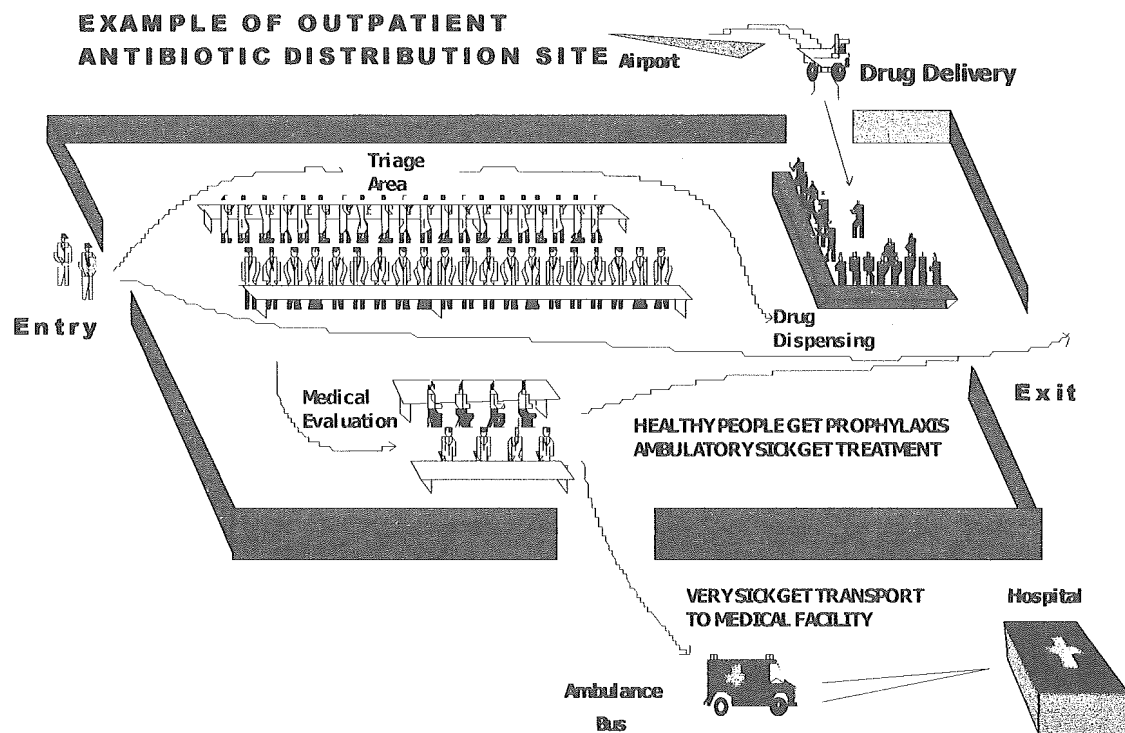 EXAMPLE OF OUTPATIENT
ANTIBIOTIC DISTRIBUTION SITE
Airport
Drug Delivery
Triage
Area
Entry
Drug
Dispensing
Medical
Evaluation
Exit
HEALTHY PEOPLE GET PROPHYLAXIS
AMBULATORY SICK GET TREATMENT
VERY SICK GET TRANSPORT
TO MEDICAL FACILITY
Hospital
Ambulance
Bus